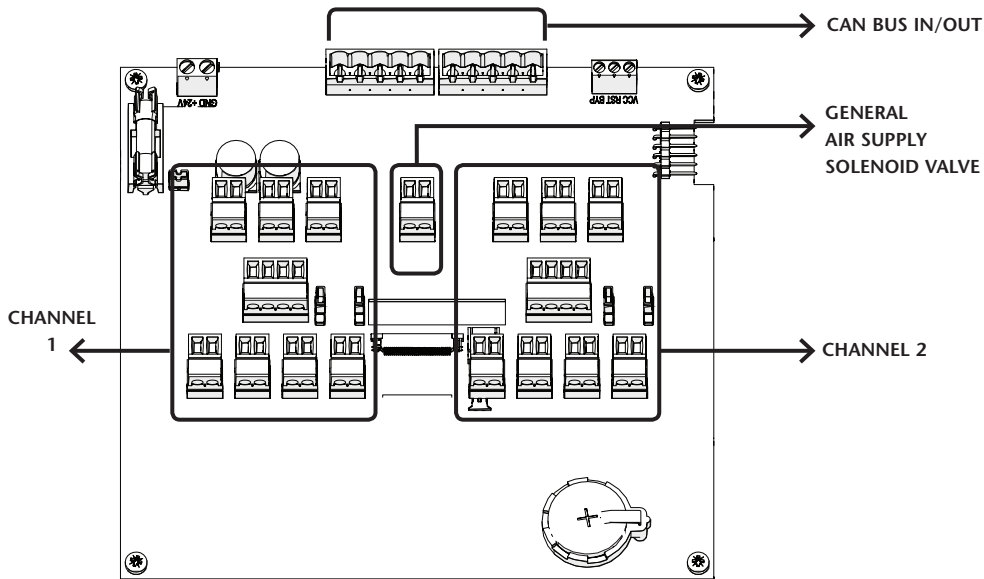 CAN BUS IN/OUT
GND +24V
VCC RST BYP
GENERAL
AIR SUPPLY
SOLENOID VALVE
CHANNEL
1
CHANNEL 2